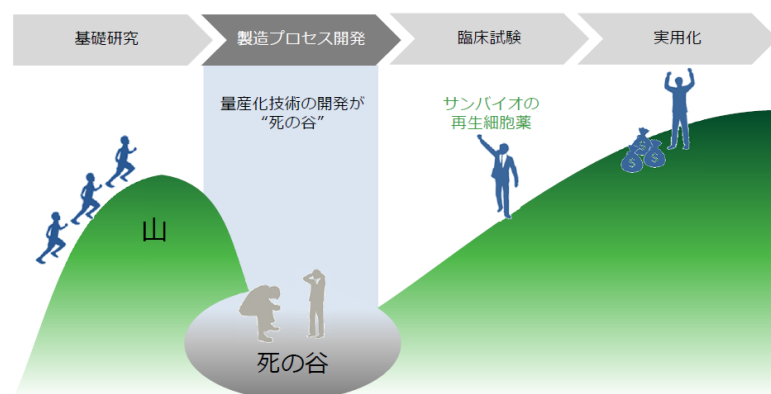 基礎研究
製造プロセス開発
臨床試験
実用化
量産化技術の開発が
“死の谷”
サンバイオの
再生細胞薬
山
死の谷
$
$
$